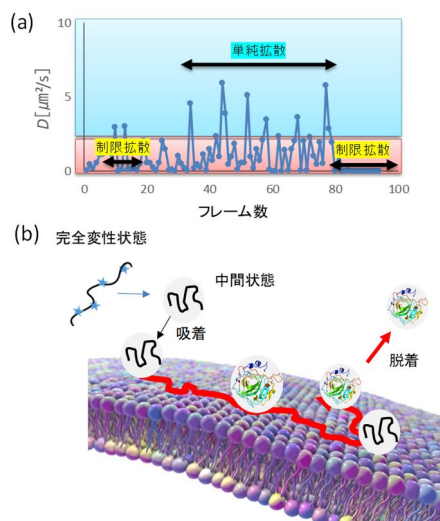 (a)
10
単純拡散
D[μm²/s]
5
制限拡散
制限拡散
0
0 20 40 60 80 100
フレーム数
(b) 完全変性状態
中間状態
吸着
脱着